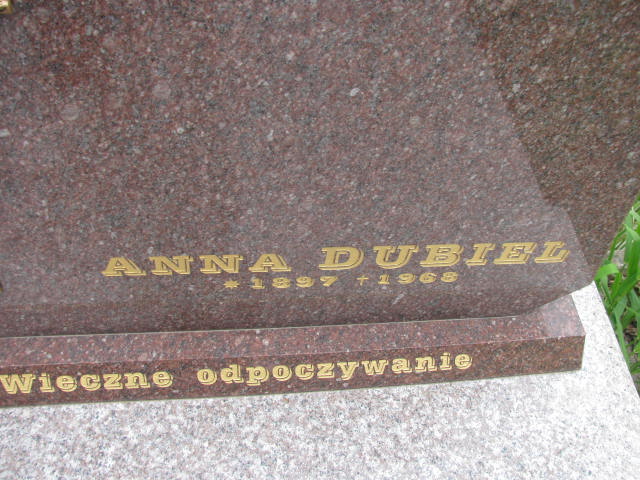 ANNA DUBIEL
* 1897 † 1968
Wieczne odpoczywanie